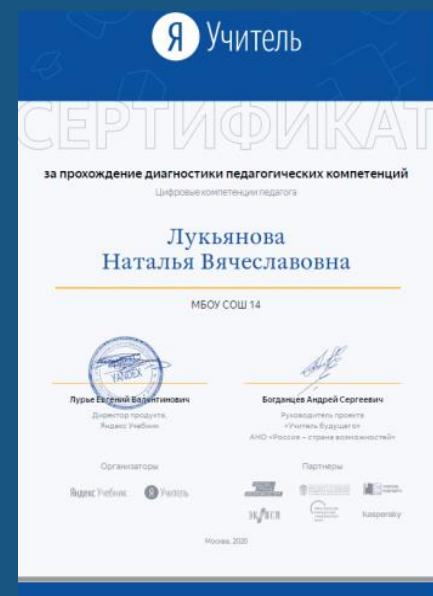 Я Учитель
СЕРТИФИКАТ
за прохождение диагностики педагогических компетенций
Цифровые компетенции педагога
Лукьянова
Наталья Вячеславовна
МБОУ СОШ 14
YANDEX
Лурье Евгений Валентинович
Директор продукта,
Яндекс Учебник
Богданцев Андрей Сергеевич
Руководитель проекта
«Учитель будущего»
АНО «Россия – страна возможностей»
Организаторы
Партнеры
Яндекс Учебник
Я Учитель
kaspersky
Москва, 2020